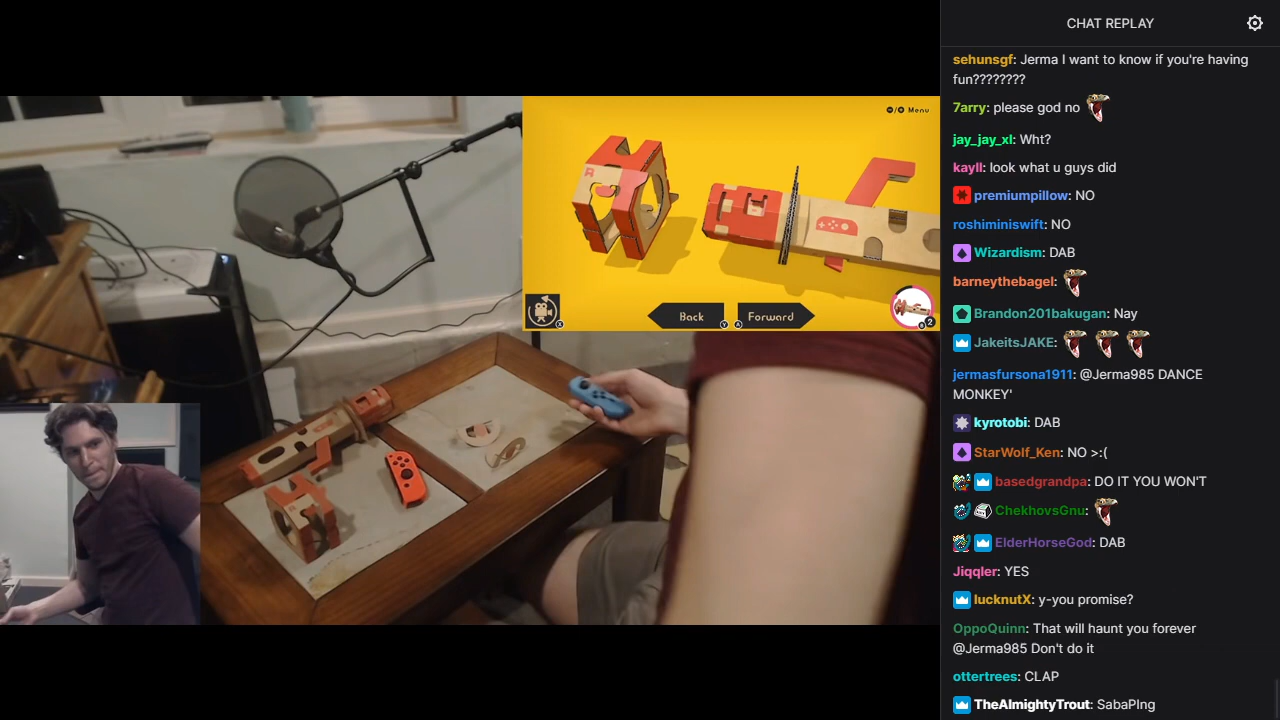 Menu
Back
Forward
2
CHAT REPLAY
sehunsgf: Jerma I want to know if you're having
fun????????
7arry: please god no
jay_jay_xl: Wht?
kayll: look what u guys did
premiumpillow: NO
roshiminiswift: NO
Wizardism: DAB
barneythebagel:
Brandon201bakugan: Nay
JakeitsJAKE:
jermasfursona1911: @Jerma985 DANCE
MONKEY'
kyrotobi: DAB
StarWolf_Ken: NO >:(
basedgrandpa: DO IT YOU WON'T
ChekhovsGnu:
ElderHorseGod: DAB
Jiqqler: YES
lucknutX: y-you promise?
OppoQuinn: That will haunt you forever
@Jerma985 Don't do it
ottertrees: CLAP
TheAlmightyTrout: SabaPIng